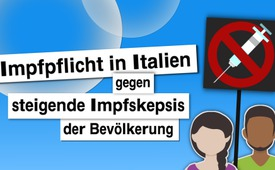 Impfpflicht in Italien
gegen
steigende Impfskepsis
der Bevölkerung